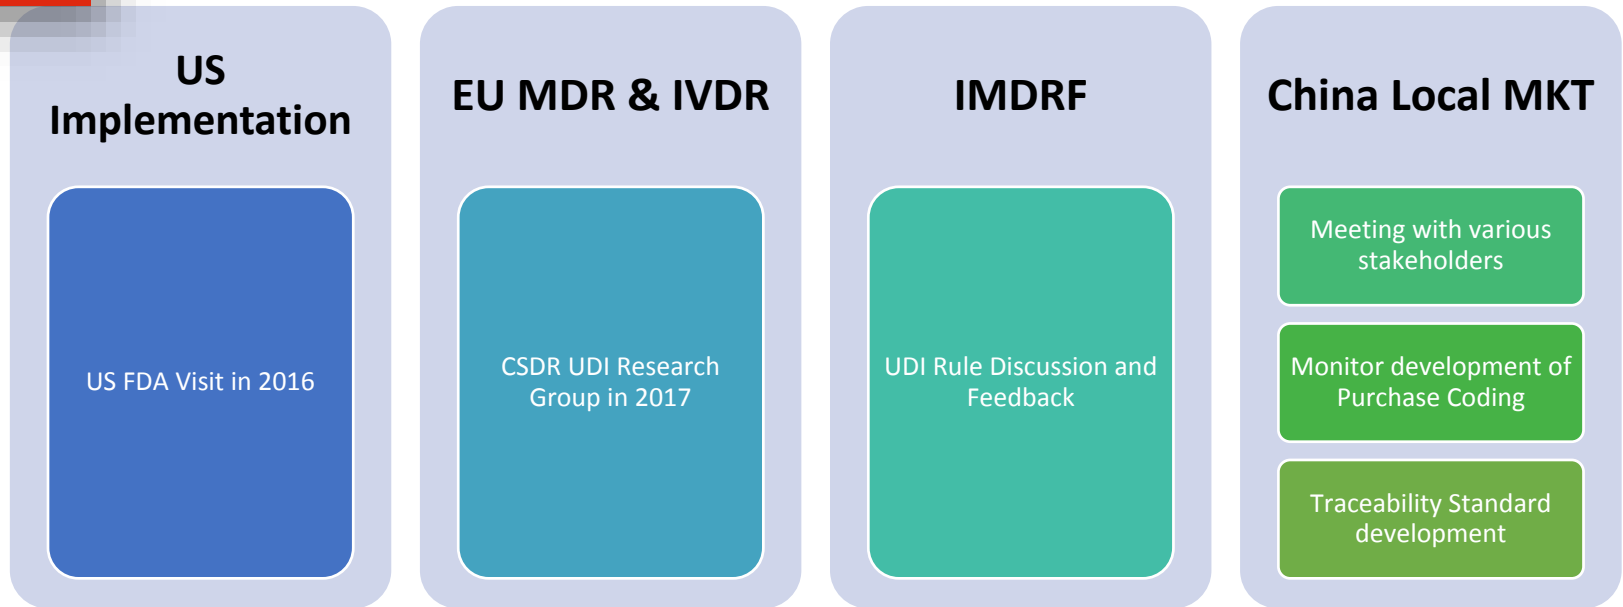 US
Implementation
US FDA Visit in 2016
EU MDR & IVDR
CSDR UDI Research
Group in 2017
IMDRF
UDI Rule Discussion and
Feedback
China Local MKT
Meeting with various
stakeholders
Monitor development of
Purchase Coding
Traceability Standard
development